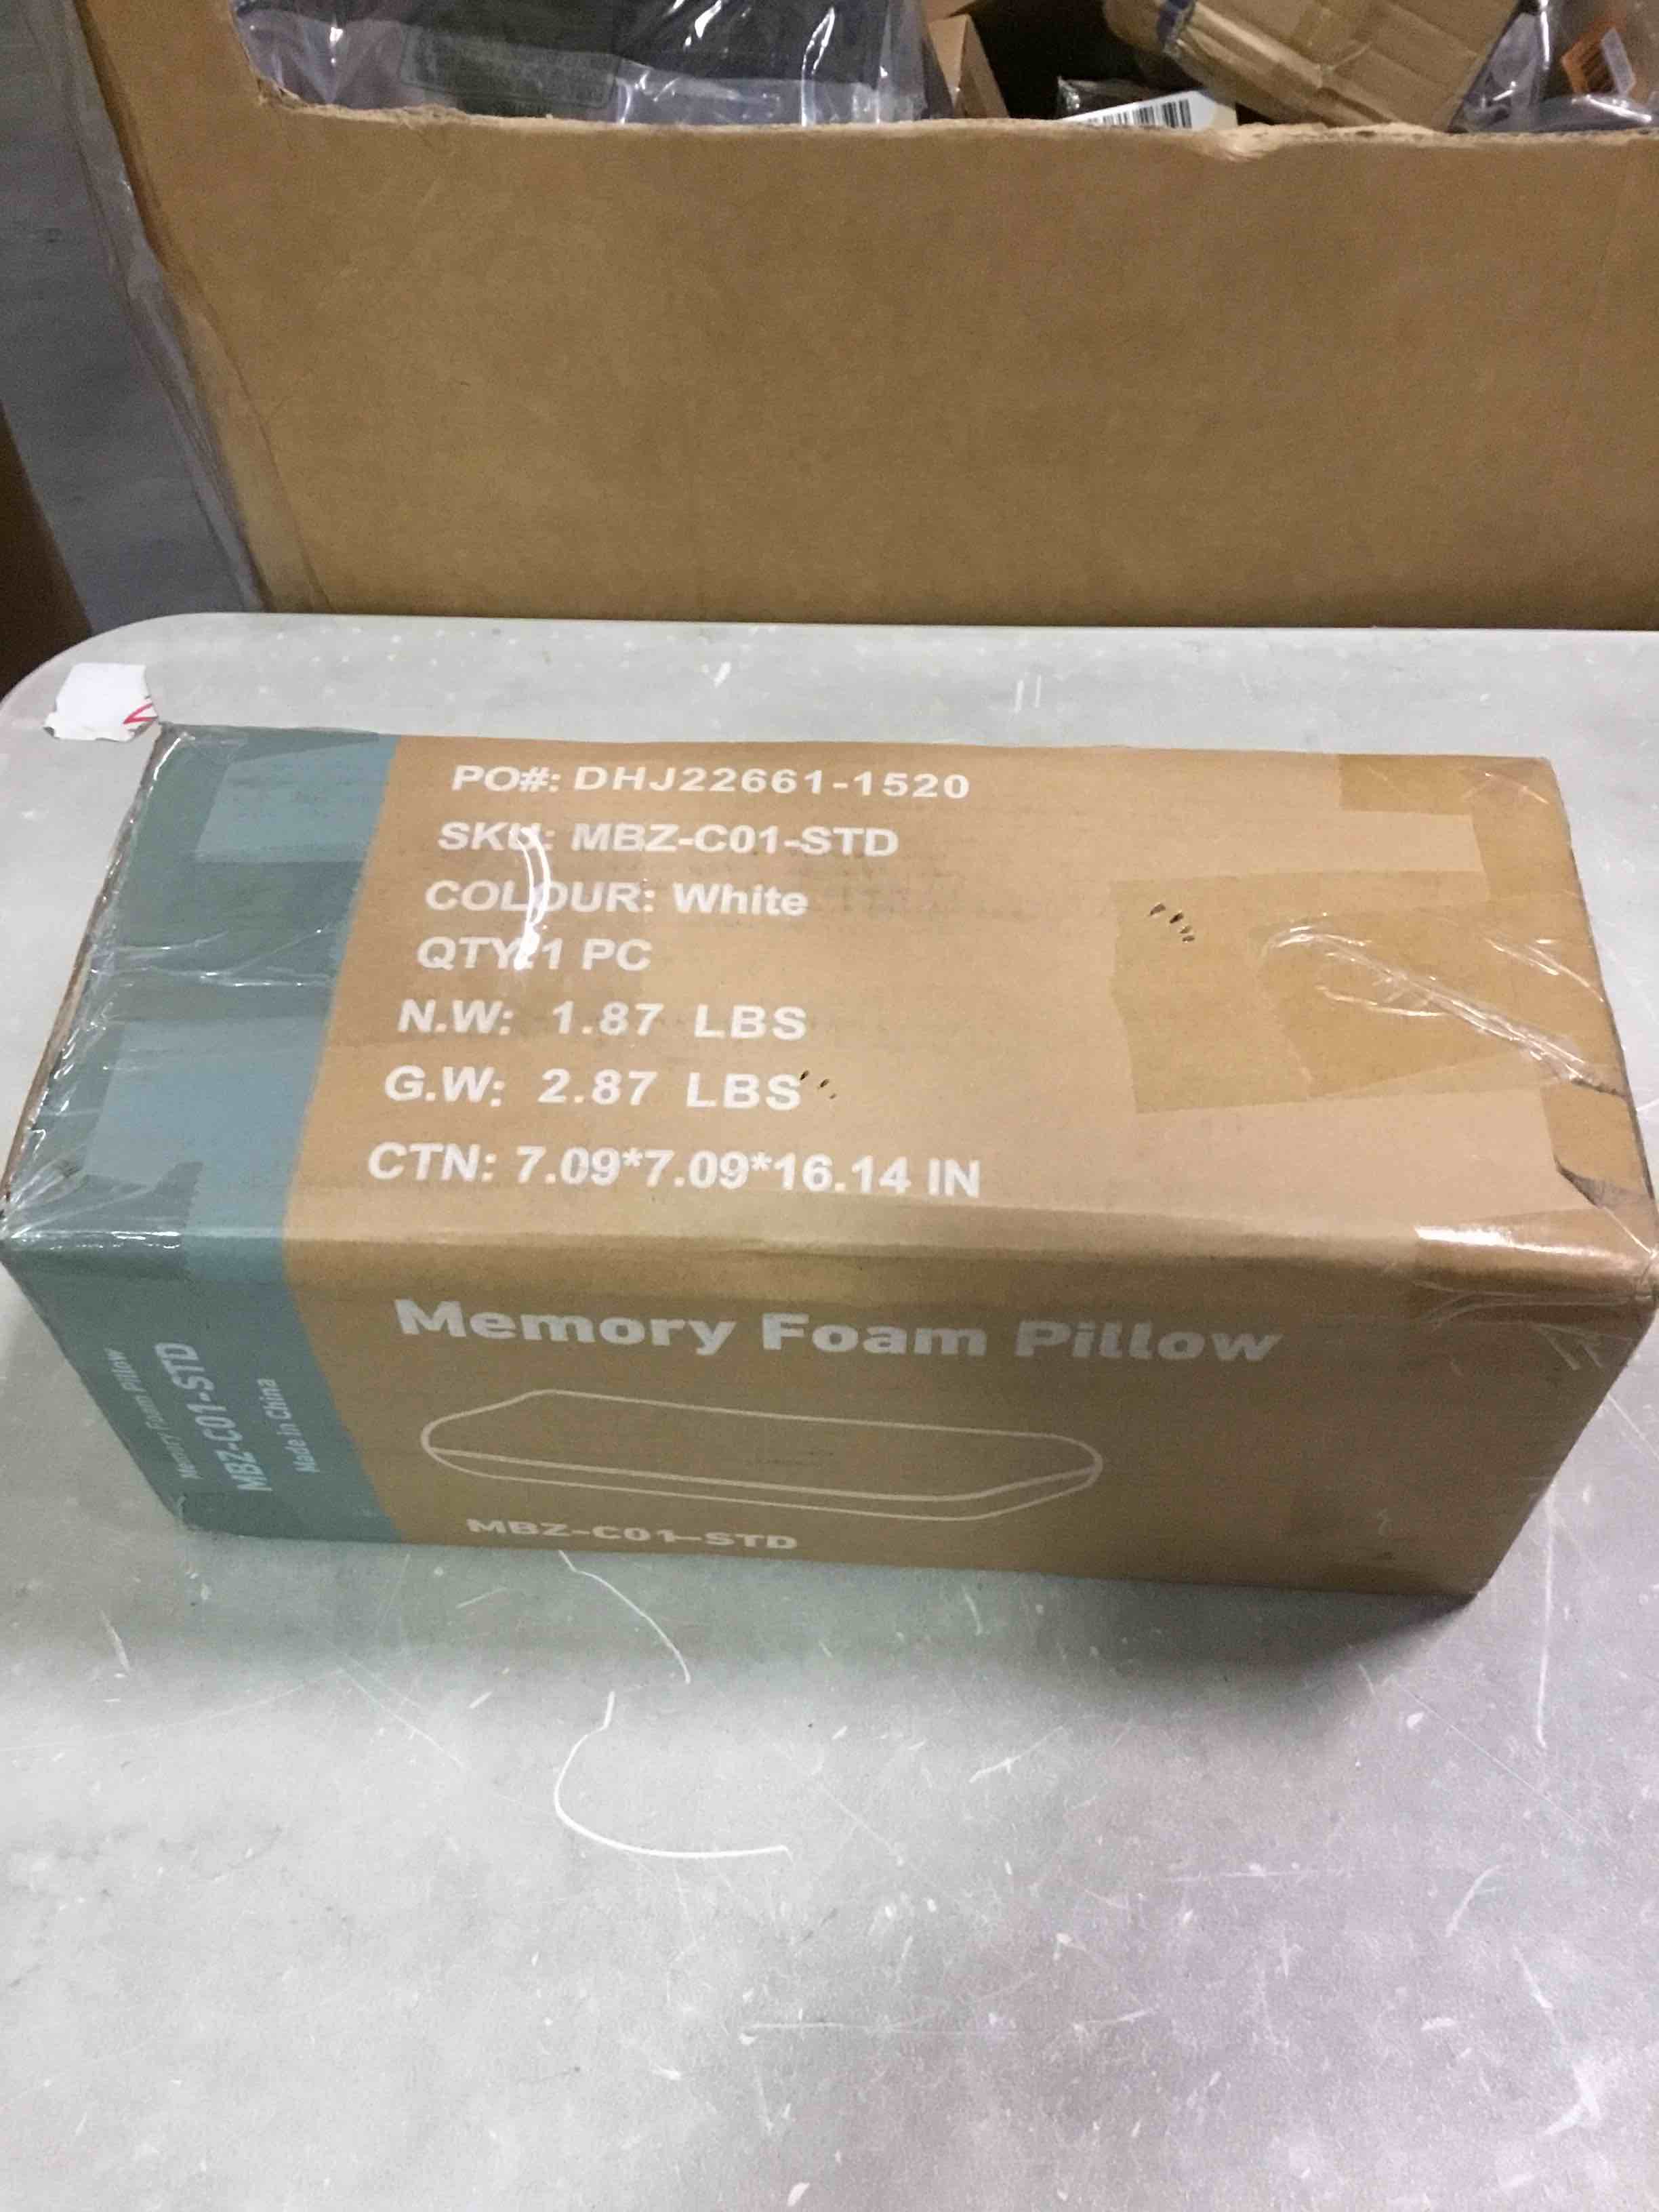 PO#: DHJ22661-1520
SKU: MBZ-C01-STD
COLOUR: White
QTY:1 PC
N.W: 1.87 LBS
G.W: 2.87 LBS
CTN: 7.09*7.09*16.14 IN
Memory Foam Pillow
MBZ-C01-STD
Memory Foam Pillow
MBZ-C01-STD
Made in China